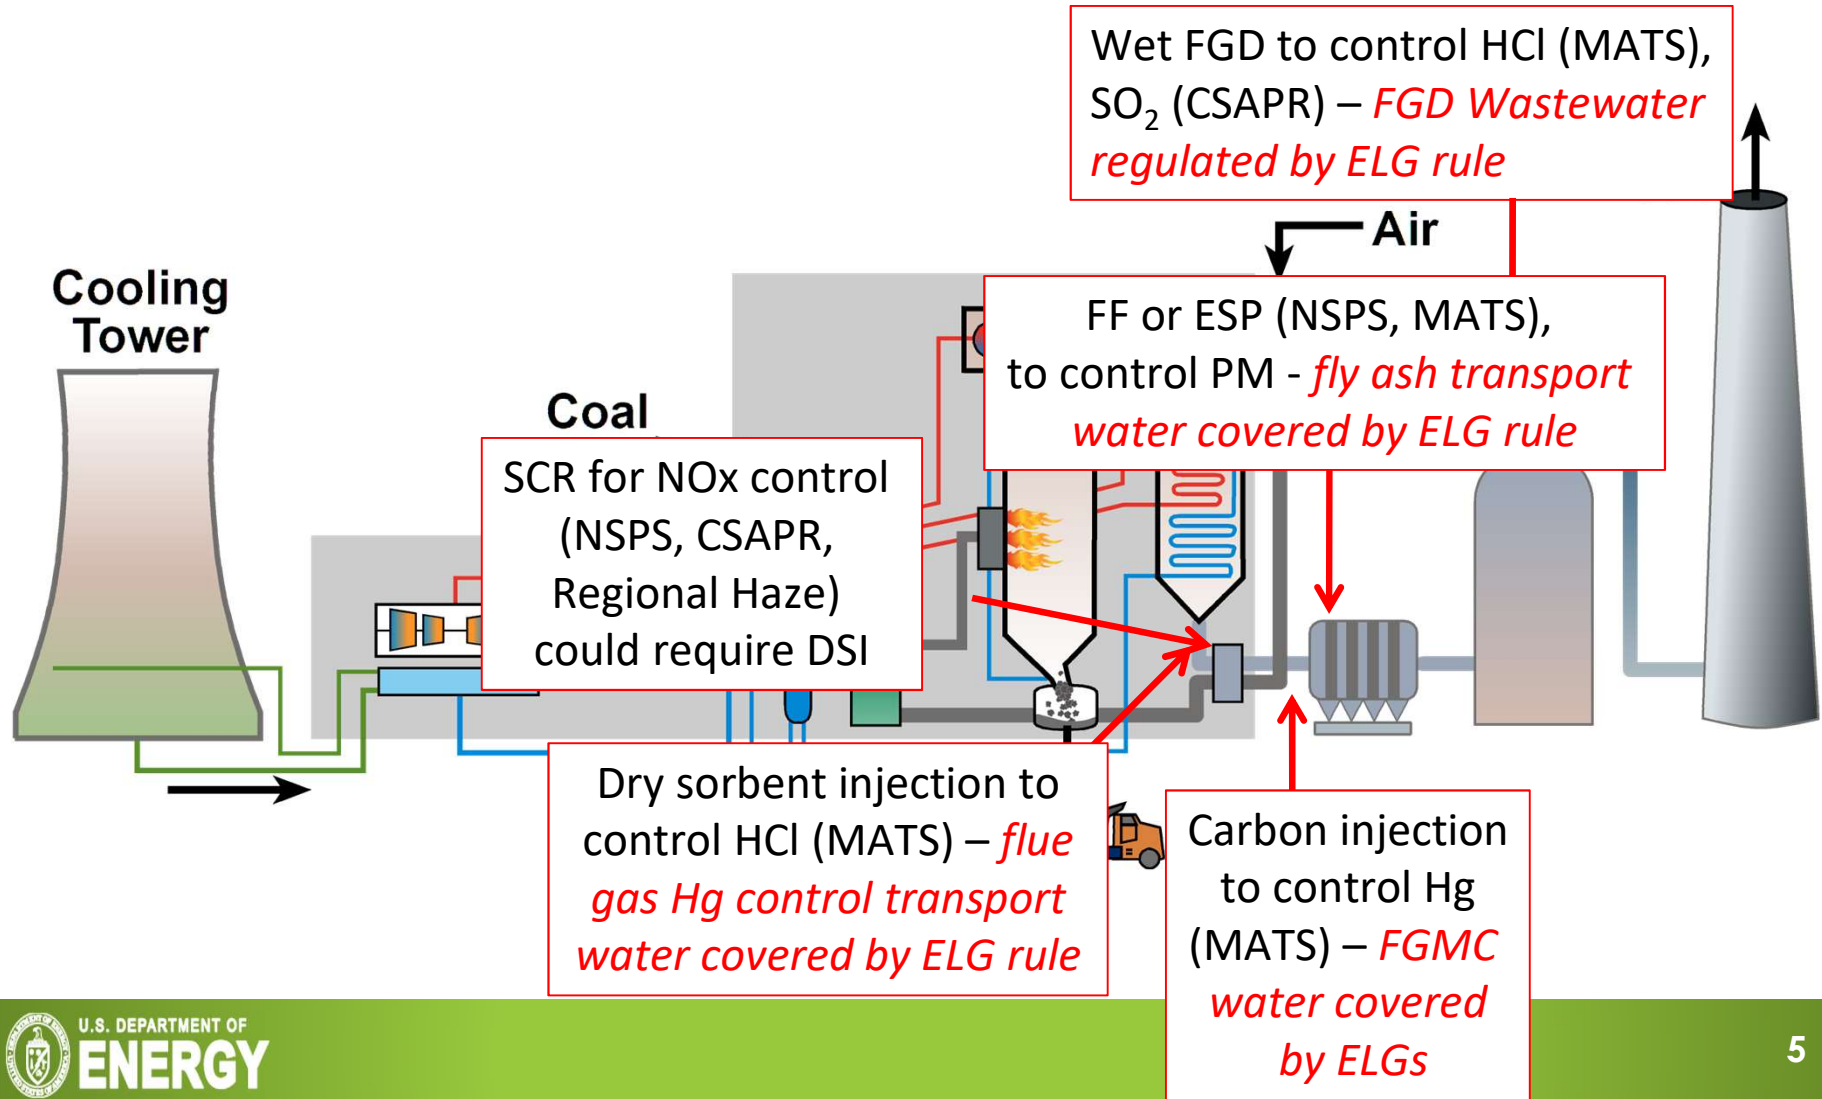 Wet FGD to control HCl (MATS),
SO₂ (CSAPR) – FGD Wastewater
regulated by ELG rule
Air
Cooling
Tower
FF or ESP (NSPS, MATS),
to control PM - fly ash transport
water covered by ELG rule
Coal
SCR for NOx control
(NSPS, CSAPR,
Regional Haze)
could require DSI
Dry sorbent injection to
control HCl (MATS) – flue
gas Hg control transport
water covered by ELG rule
Carbon injection
to control Hg
(MATS) – FGMC
water covered
by ELGs
U.S. DEPARTMENT OF
ENERGY
5